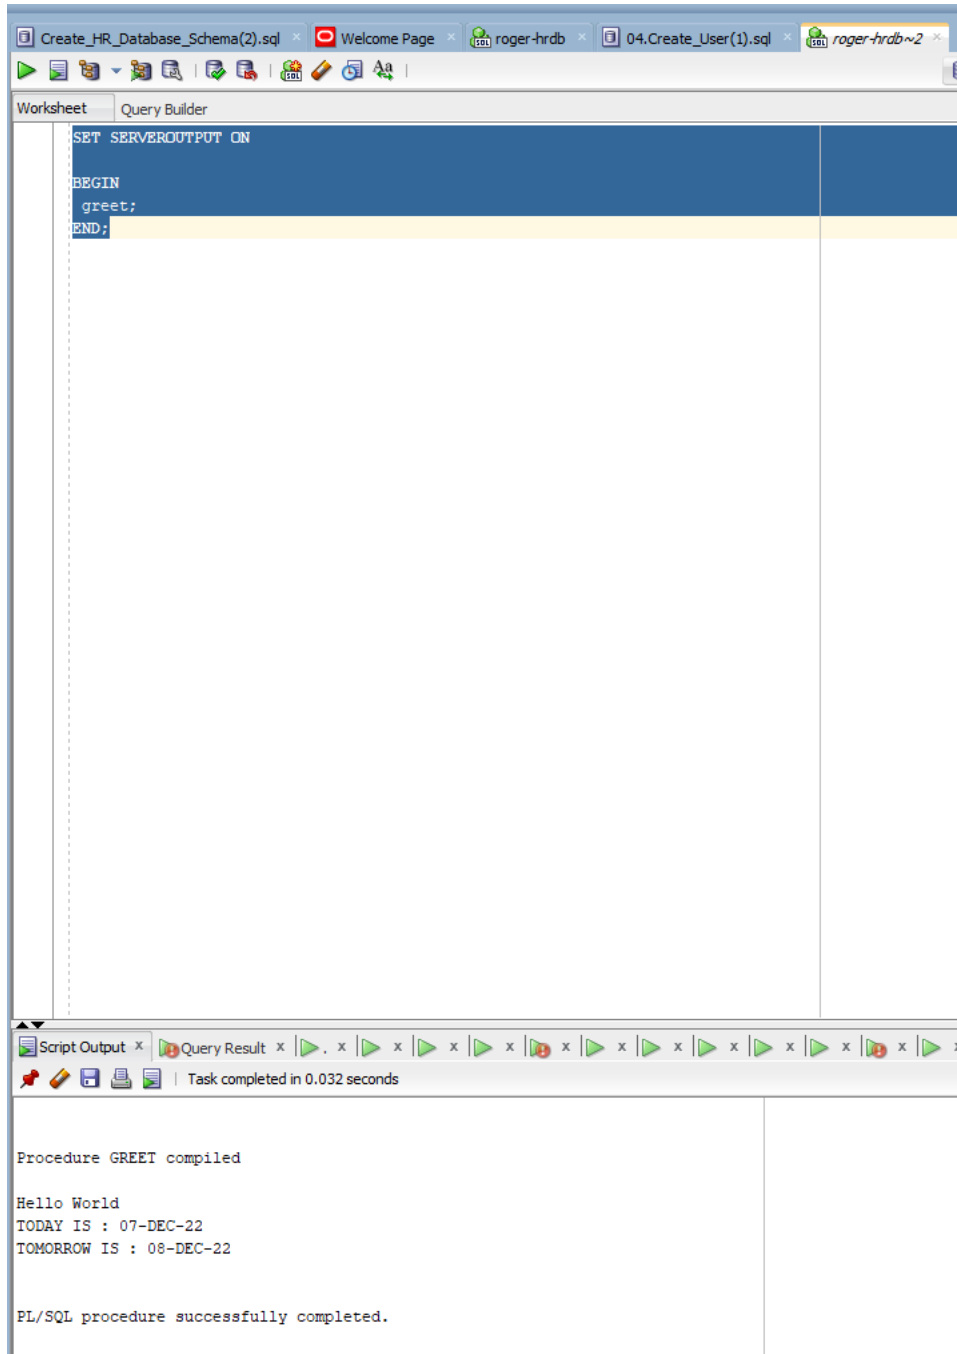 Create_HR_Database_Schema(2).sql × Welcome Page × roger-hrdb × 04.Create_User(1).sql × roger-hrdb~2 ×
Worksheet Query Builder
SET SERVEROUTPUT ON
BEGIN
greet;
END;
Script Output x Query Result x . x x x x x x x x x x x
Task completed in 0.032 seconds
Procedure GREET compiled
Hello World
TODAY IS : 07-DEC-22
TOMORROW IS : 08-DEC-22
PL/SQL procedure successfully completed.